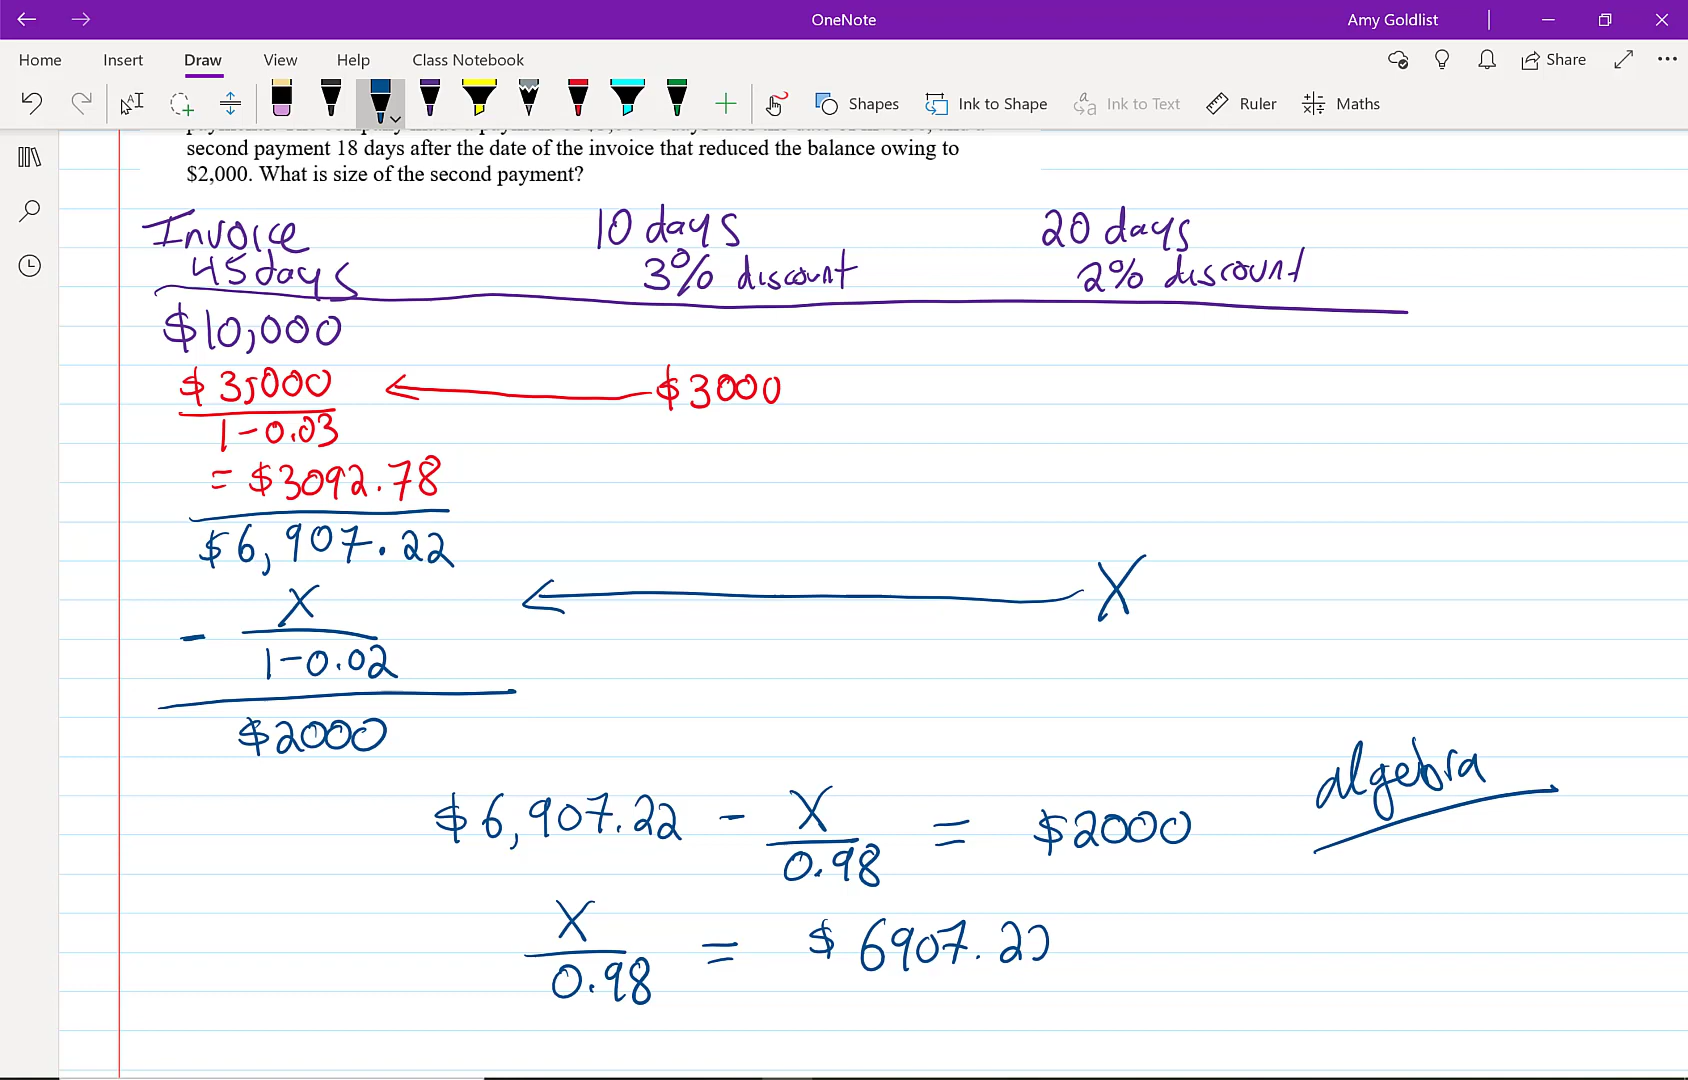 OneNote
Amy Goldlist
Home Insert Draw View Help Class Notebook
Share
Shapes Ink to Shape Ink to Text Ruler Maths
second payment 18 days after the date of the invoice that reduced the balance owing to
$2,000. What is size of the second payment?
Invoice 10 days 20 days
45 days 3% discount 2% discount
$10,000
$3,000 $3000
1-0.03
= $3092.78
$6,907.22
X X
-
1-0.02
$2000
algebra
$6,907.22 - X = $2000
0.98
X = $6907.22
0.98